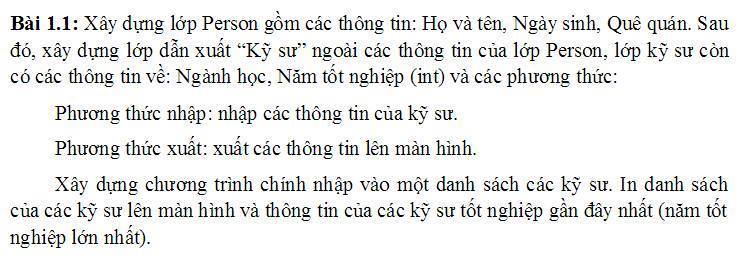 Bài 1.1: Xây dựng lớp Person gồm các thông tin: Họ và tên, Ngày sinh, Quê quán. Sau
đó, xây dựng lớp dẫn xuất “Kỹ sư” ngoài các thông tin của lớp Person, lớp kỹ sư còn
có các thông tin về: Ngành học, Năm tốt nghiệp (int) và các phương thức:
Phương thức nhập: nhập các thông tin của kỹ sư.
Phương thức xuất: xuất các thông tin lên màn hình.
Xây dựng chương trình chính nhập vào một danh sách các kỹ sư. In danh sách
của các kỹ sư lên màn hình và thông tin của các kỹ sư tốt nghiệp gần đây nhất (năm tốt
nghiệp lớn nhất).